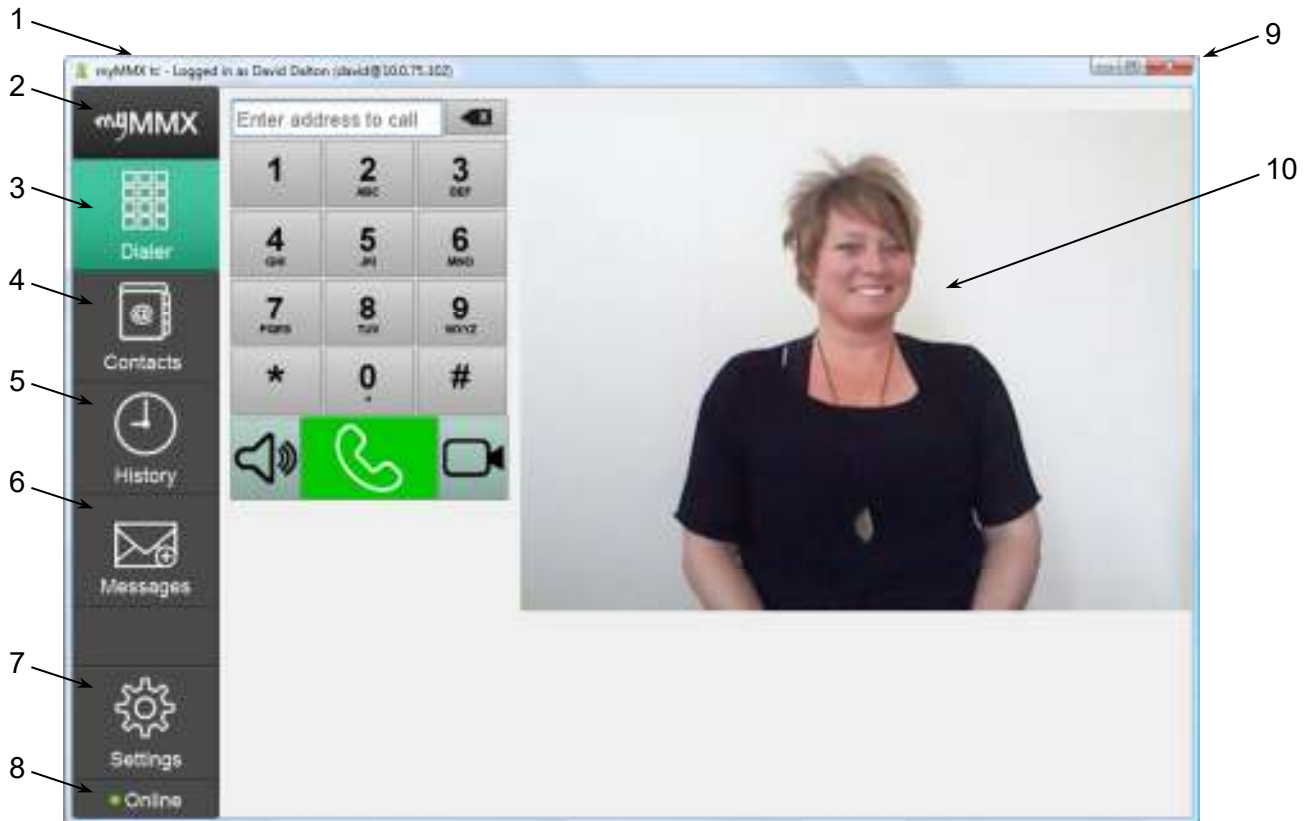 1
9
myMMX tc - Logged in as David Dalton (david@10.0.75.102)
2
myMMX
Enter address to call
3
Dialer
1
2 ABC
3 DEF
10
4 GHI
5 JKL
6 MNO
4
Contacts
7 PQRS
8 TUV
9 WXYZ
*
0
#
5
History
6
Messages
7
Settings
8
Online